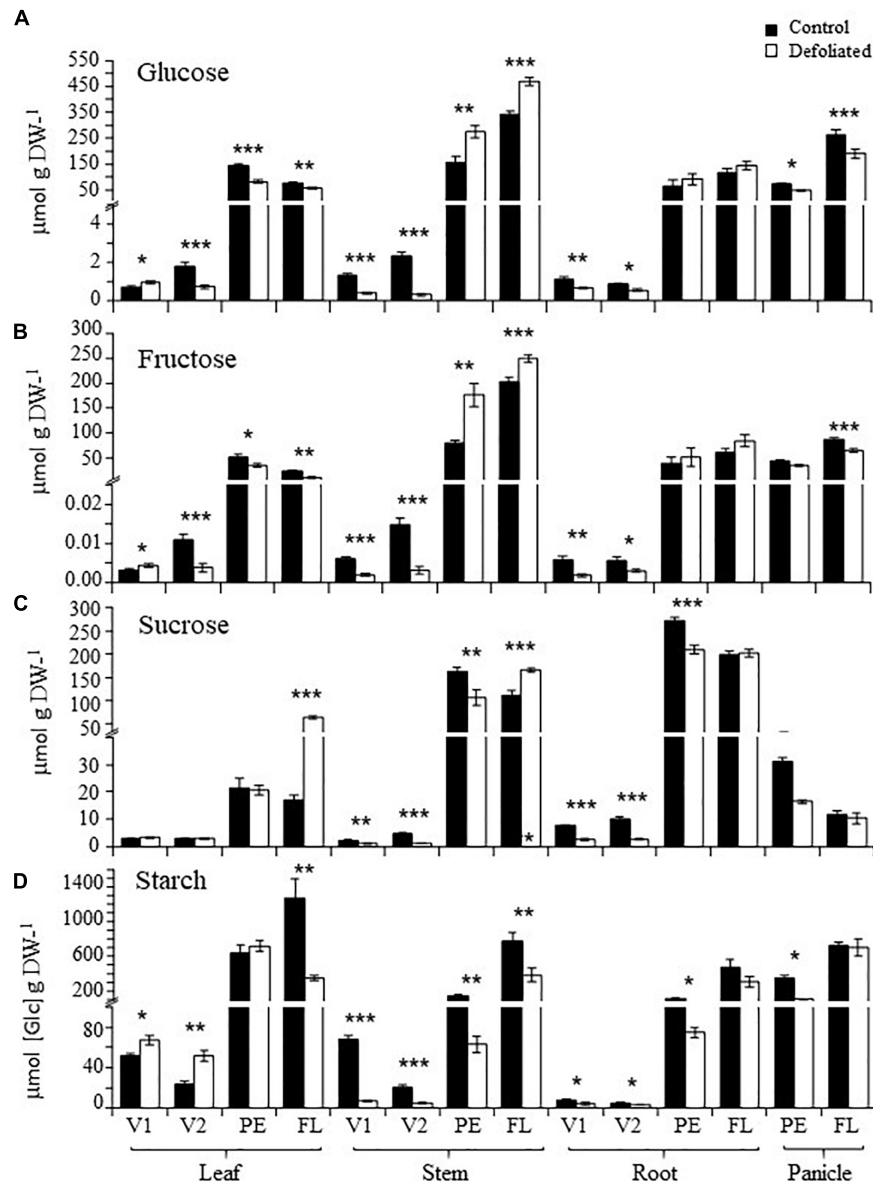 A
Control
Defoliated
Glucose
550
450
350
250
150
50
4
2
0
μmol g DW-¹
* *** *** ** *** *** ** *** ** * * ***
B
Fructose
300
250
200
150
100
50
0.02
0.01
0.00
μmol g DW-¹
* *** * ** *** *** ** *** ** * ***
C
Sucrose
300
250
200
150
100
50
30
20
10
0
μmol g DW-¹
*** ** *** ** *** * *** *** ***
D
Starch
1400
1000
600
200
80
40
0
μmol [Glc] g DW-¹
* ** ** *** *** ** ** * * * *
V1 V2 PE FL V1 V2 PE FL V1 V2 PE FL PE FL
Leaf Stem Root Panicle